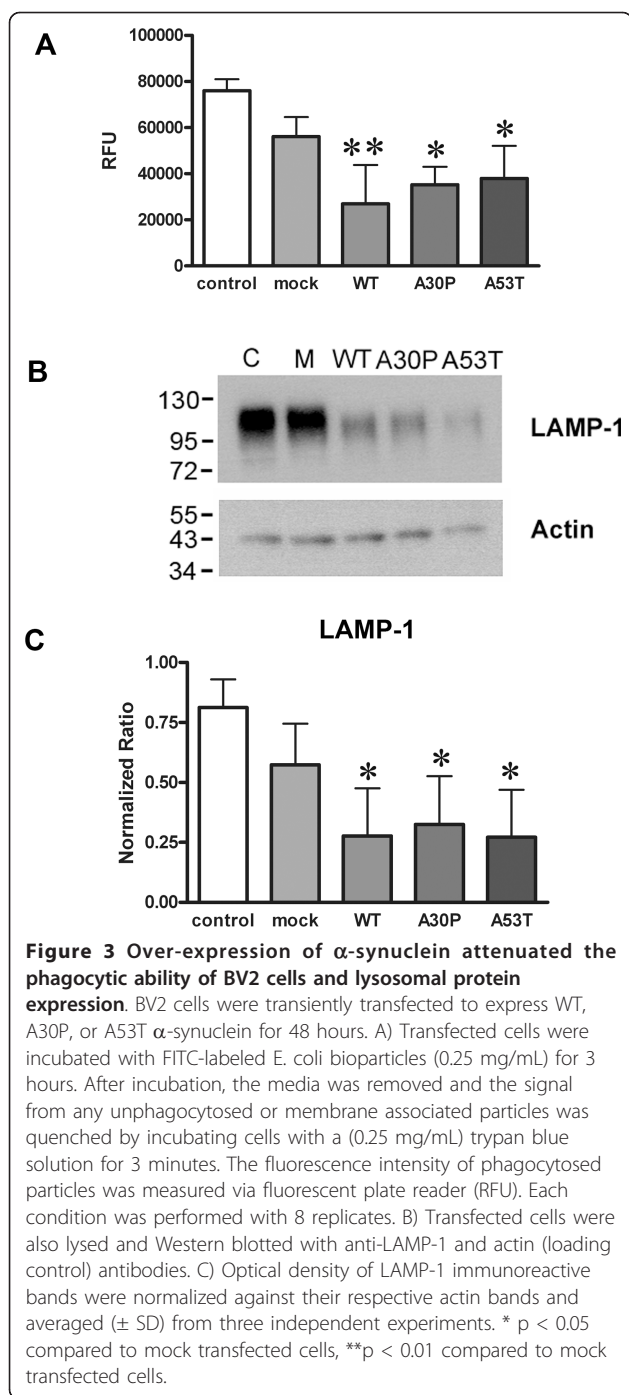 A
100000
80000
60000
40000
20000
0
RFU
** * *
control mock WT A30P A53T
B
C M WT A30P A53T
130
95
72
LAMP-1
55
43
34
Actin
C
LAMP-1
1.00
0.75
0.50
0.25
0.00
Normalized Ratio
* * *
control mock WT A30P A53T
Figure 3 Over-expression of α-synuclein attenuated the
phagocytic ability of BV2 cells and lysosomal protein
expression. BV2 cells were transiently transfected to express WT,
A30P, or A53T α-synuclein for 48 hours. A) Transfected cells were
incubated with FITC-labeled E. coli bioparticles (0.25 mg/mL) for 3
hours. After incubation, the media was removed and the signal
from any unphagocytosed or membrane associated particles was
quenched by incubating cells with a (0.25 mg/mL) trypan blue
solution for 3 minutes. The fluorescence intensity of phagocytosed
particles was measured via fluorescent plate reader (RFU). Each
condition was performed with 8 replicates. B) Transfected cells were
also lysed and Western blotted with anti-LAMP-1 and actin (loading
control) antibodies. C) Optical density of LAMP-1 immunoreactive
bands were normalized against their respective actin bands and
averaged (± SD) from three independent experiments. * p < 0.05
compared to mock transfected cells, **p < 0.01 compared to mock
transfected cells.